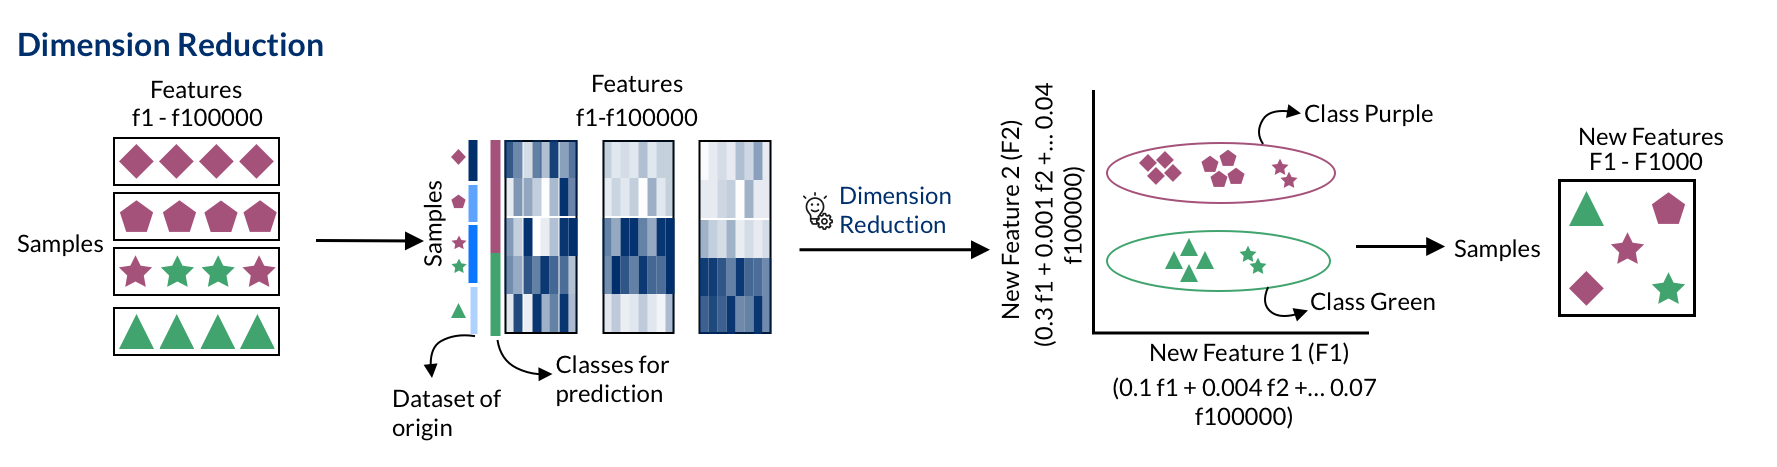 Dimension Reduction
Features
f1 - f100000
Samples
Features
f1-f100000
Samples
Dataset of
origin
Classes for
prediction
Dimension
Reduction
New Feature 2 (F2)
(0.3 f1 + 0.001 f2 +... 0.04
f100000)
Class Purple
Class Green
New Feature 1 (F1)
(0.1 f1 + 0.004 f2 +... 0.07
f100000)
Samples
New Features
F1 - F1000